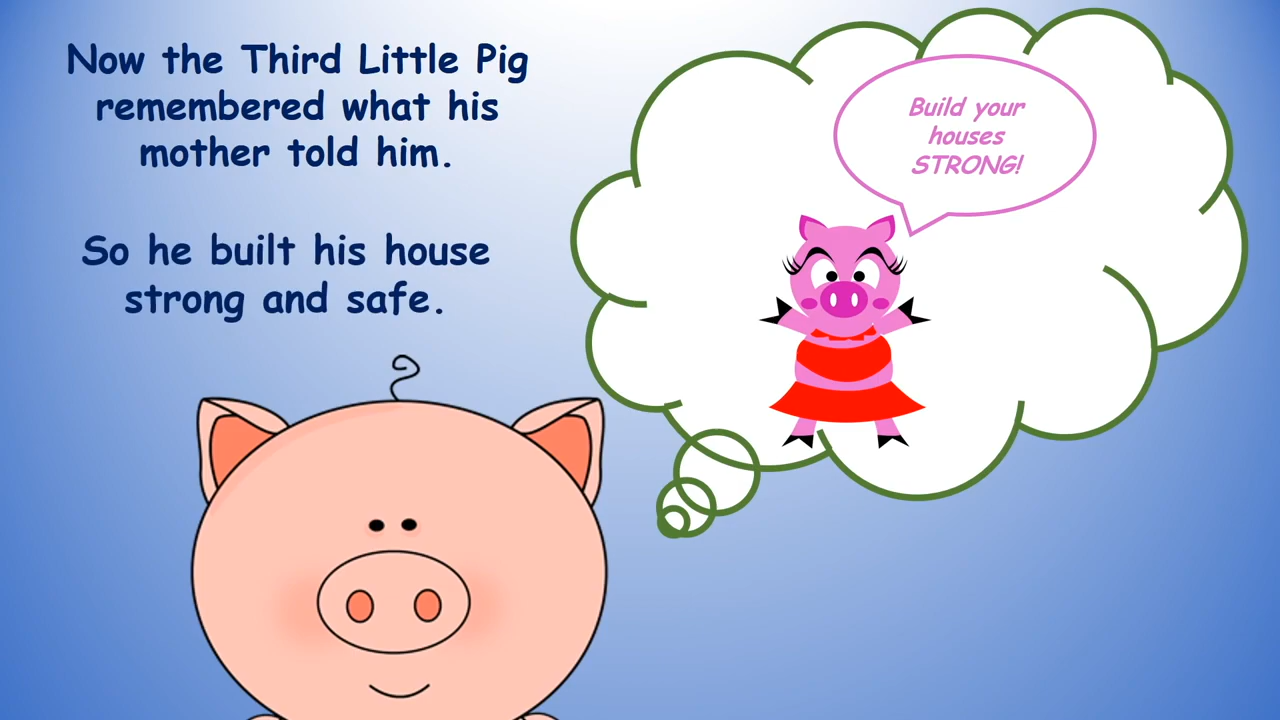 Now the Third Little Pig
remembered what his
mother told him.
So he built his house
strong and safe.
Build your
houses
STRONG!